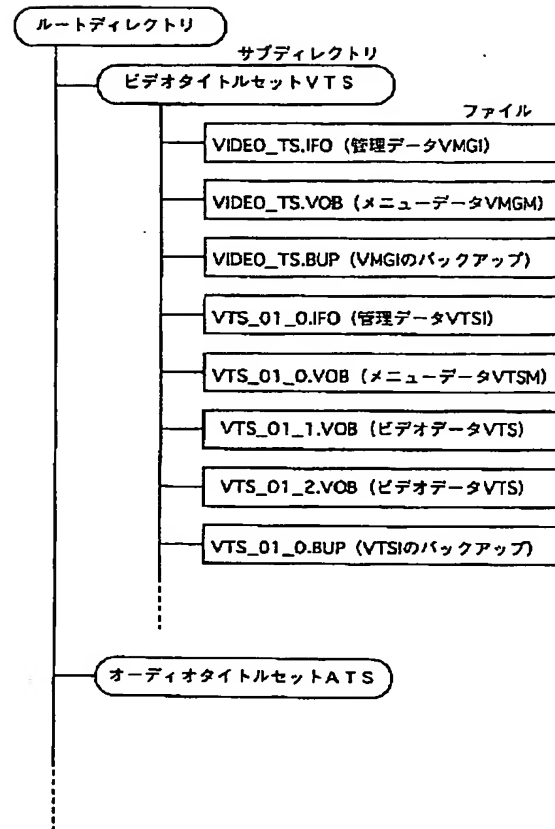 ルートディレクトリ
サブディレクトリ
ビデオタイトルセットVTS
ファイル
VIDEO_TS.IFO (管理データVMGI)
VIDEO_TS.VOB (メニューデータVMGM)
VIDEO_TS.BUP (VMGIのバックアップ)
VTS_01_0.IFO (管理データVTSI)
VTS_01_0.VOB (メニューデータVTSM)
VTS_01_1.VOB (ビデオデータVTS)
VTS_01_2.VOB (ビデオデータVTS)
VTS_01_0.BUP (VTSIのバックアップ)
オーディオタイトルセットATS